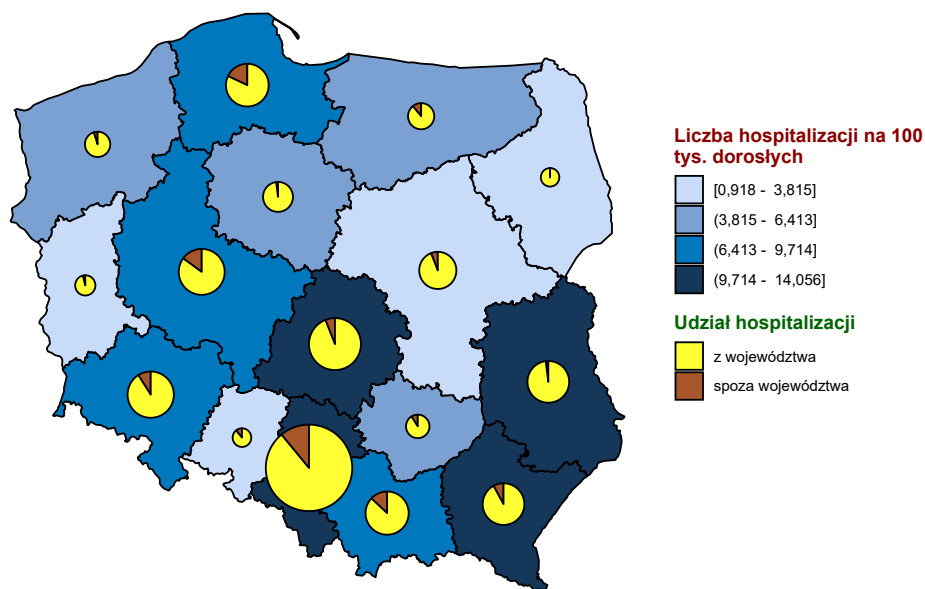 Liczba hospitalizacji na 100
tys. dorosłych
[0,918 - 3,815]
(3,815 - 6,413]
(6,413 - 9,714]
(9,714 - 14,056]
Udział hospitalizacji
z województwa
spoza województwa